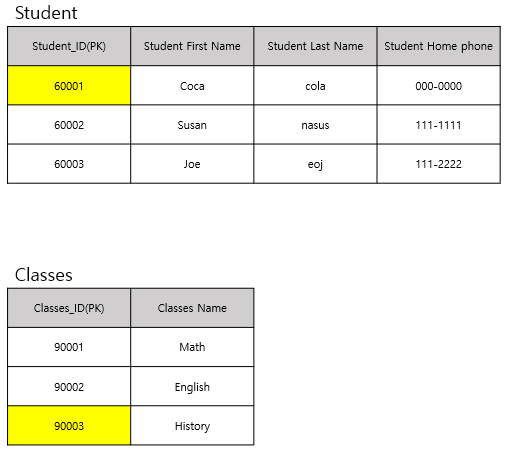 Student
Student_ID(PK) Student First Name Student Last Name Student Home phone
60001 Coca cola 000-0000
60002 Susan nasus 111-1111
60003 Joe eoj 111-2222
Classes
Classes_ID(PK) Classes Name
90001 Math
90002 English
90003 History